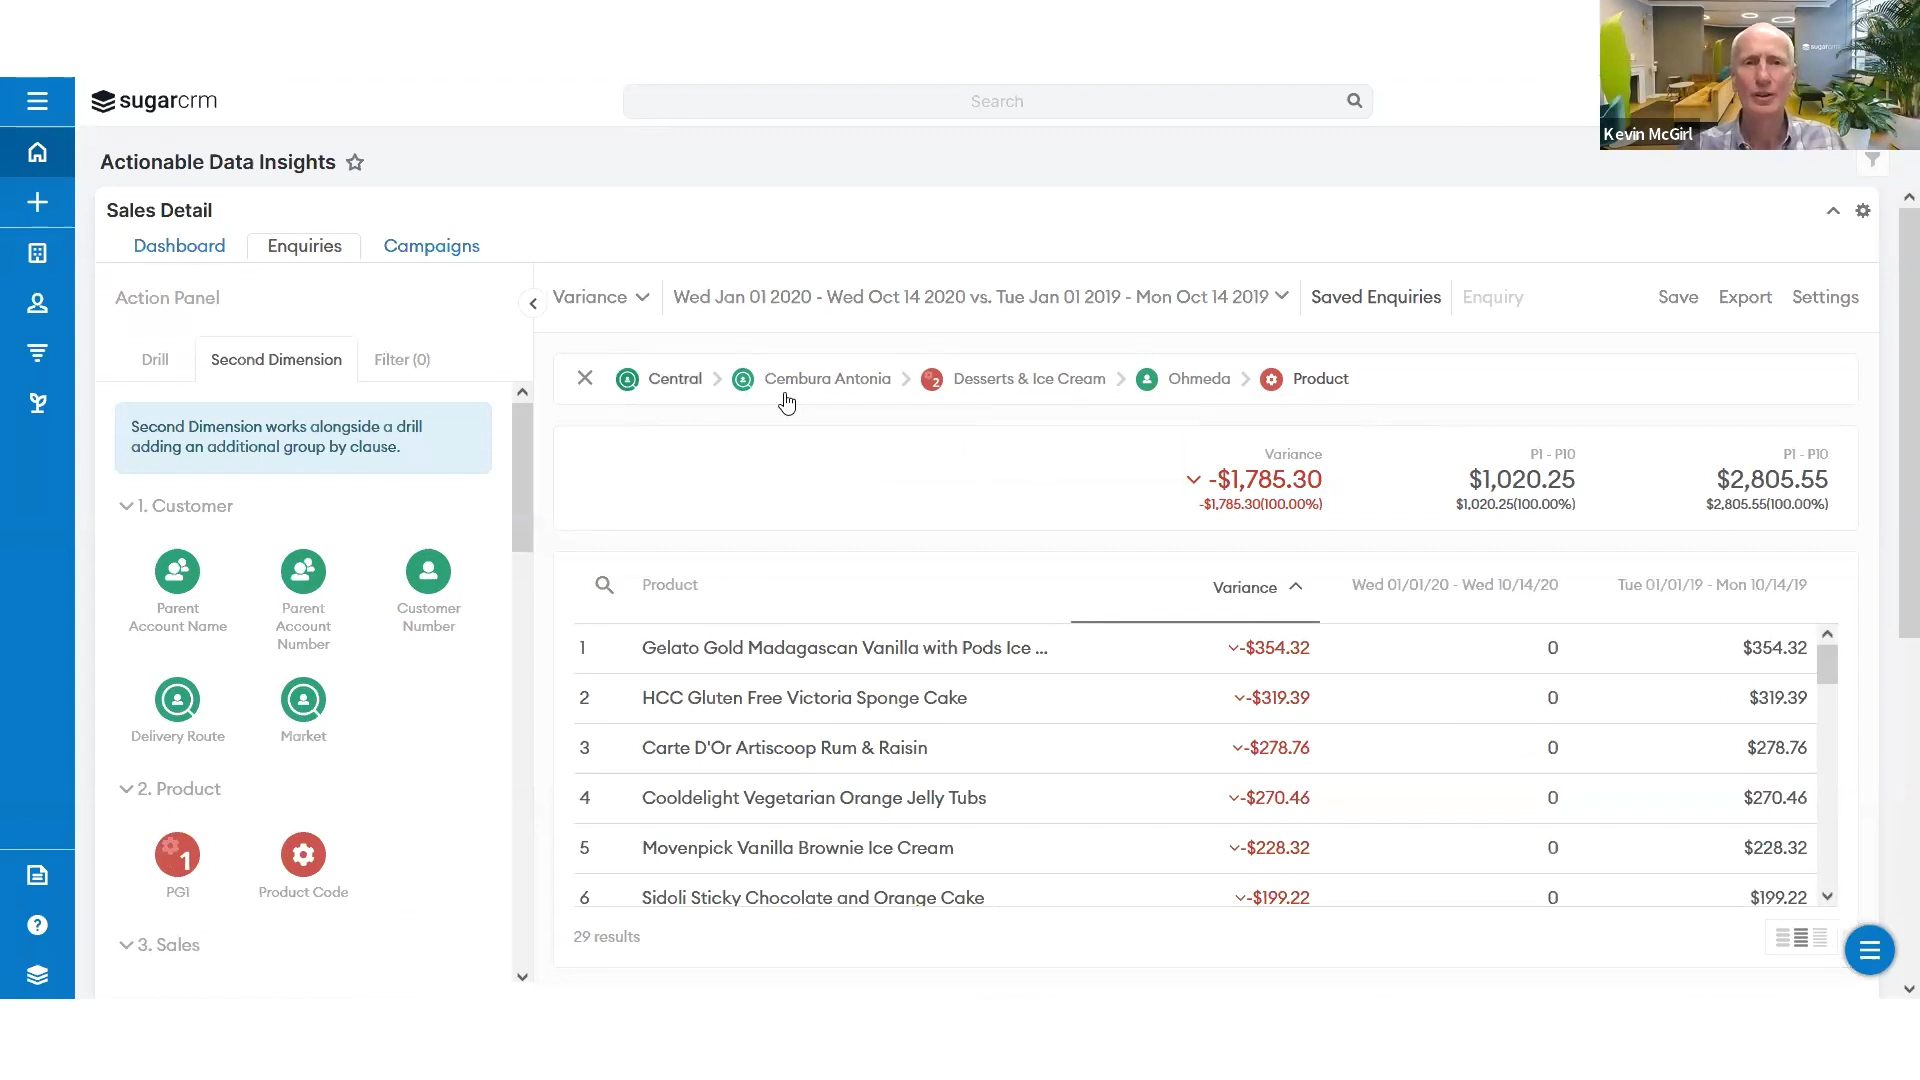 sugarcrm
Search
Kevin McGirl
Actionable Data Insights
Sales Detail
Dashboard
Enquiries
Campaigns
Action Panel
Variance
Wed Jan 01 2020 - Wed Oct 14 2020 vs. Tue Jan 01 2019 - Mon Oct 14 2019
Saved Enquiries
Enquiry
Save
Export
Settings
Drill
Second Dimension
Filter (0)
Central
Cembura Antonia
2
Desserts & Ice Cream
Ohmeda
Product
Second Dimension works alongside a drill
adding an additional group by clause.
Variance
-$1,785.30
-$1,785.30(100.00%)
P1 - P10
$1,020.25
$1,020.25(100.00%)
P1 - P10
$2,805.55
$2,805.55(100.00%)
1. Customer
Parent
Account Name
Parent
Account
Number
Customer
Number
Delivery Route
Market
2. Product
1
PG1
Product Code
3. Sales
Product
Variance
Wed 01/01/20 - Wed 10/14/20
Tue 01/01/19 - Mon 10/14/19
1 Gelato Gold Madagascan Vanilla with Pods Ice ... -$354.32 0 $354.32
2 HCC Gluten Free Victoria Sponge Cake -$319.39 0 $319.39
3 Carte D'Or Artiscoop Rum & Raisin -$278.76 0 $278.76
4 Cooldelight Vegetarian Orange Jelly Tubs -$270.46 0 $270.46
5 Movenpick Vanilla Brownie Ice Cream -$228.32 0 $228.32
6 Sidoli Sticky Chocolate and Orange Cake -$199.22 0 $199.22
29 results